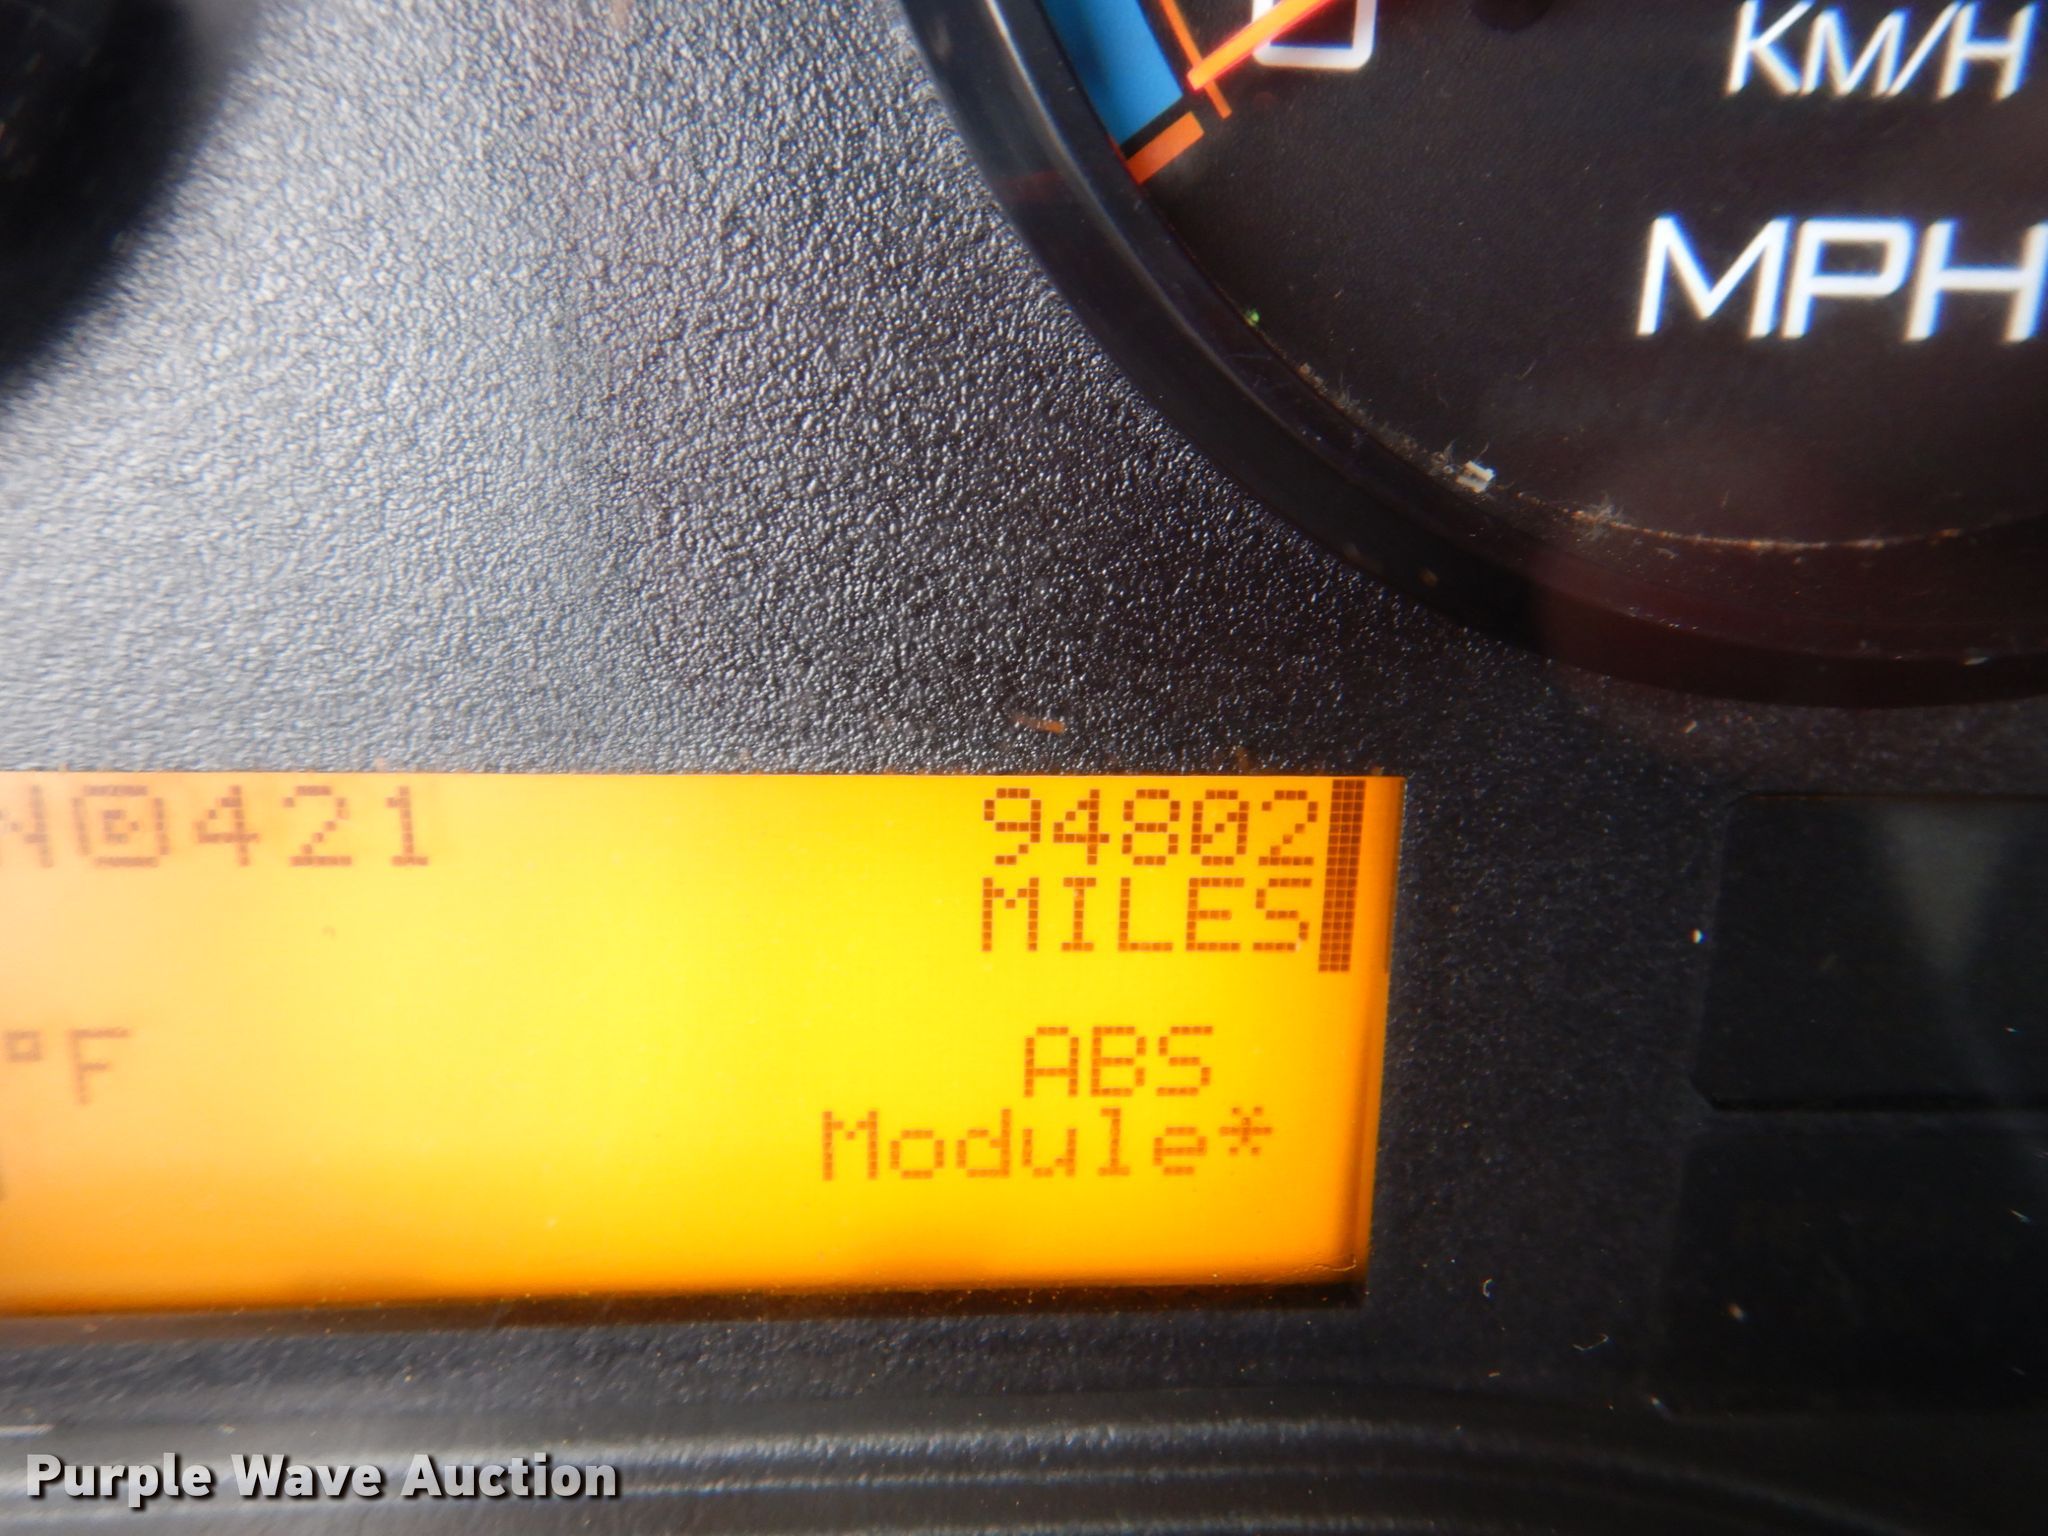 KM/H
MPH
421
94802
MILES
°F
ABS
Module*
Purple Wave Auction